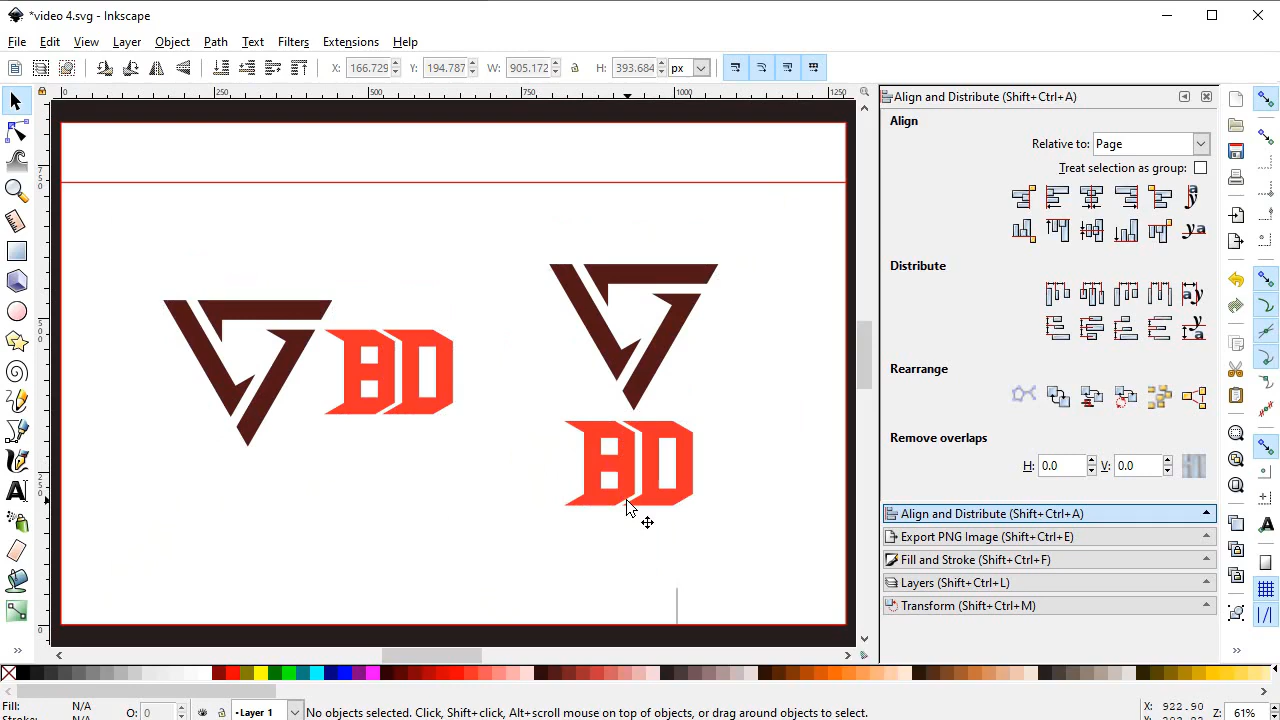 *video 4.svg - Inkscape
File Edit View Layer Object Path Text Filters Extensions Help
X: 166.729 Y: 194.787 W: 905.172 H: 393.684 px
0 250 500 750 1000 1250
750
500
250
0
BD
BD
Align and Distribute (Shift+Ctrl+A)
Align
Relative to: Page
Treat selection as group:
Distribute
Rearrange
Remove overlaps
H: 0.0 V: 0.0
Align and Distribute (Shift+Ctrl+A)
Export PNG Image (Shift+Ctrl+E)
Fill and Stroke (Shift+Ctrl+F)
Layers (Shift+Ctrl+L)
Transform (Shift+Ctrl+M)
Fill: N/A
N/A O: 0 Layer 1 No objects selected. Click, Shift+click, Alt+scroll mouse on top of objects, or drag around objects to select.
X: 922.90
Z: 61%